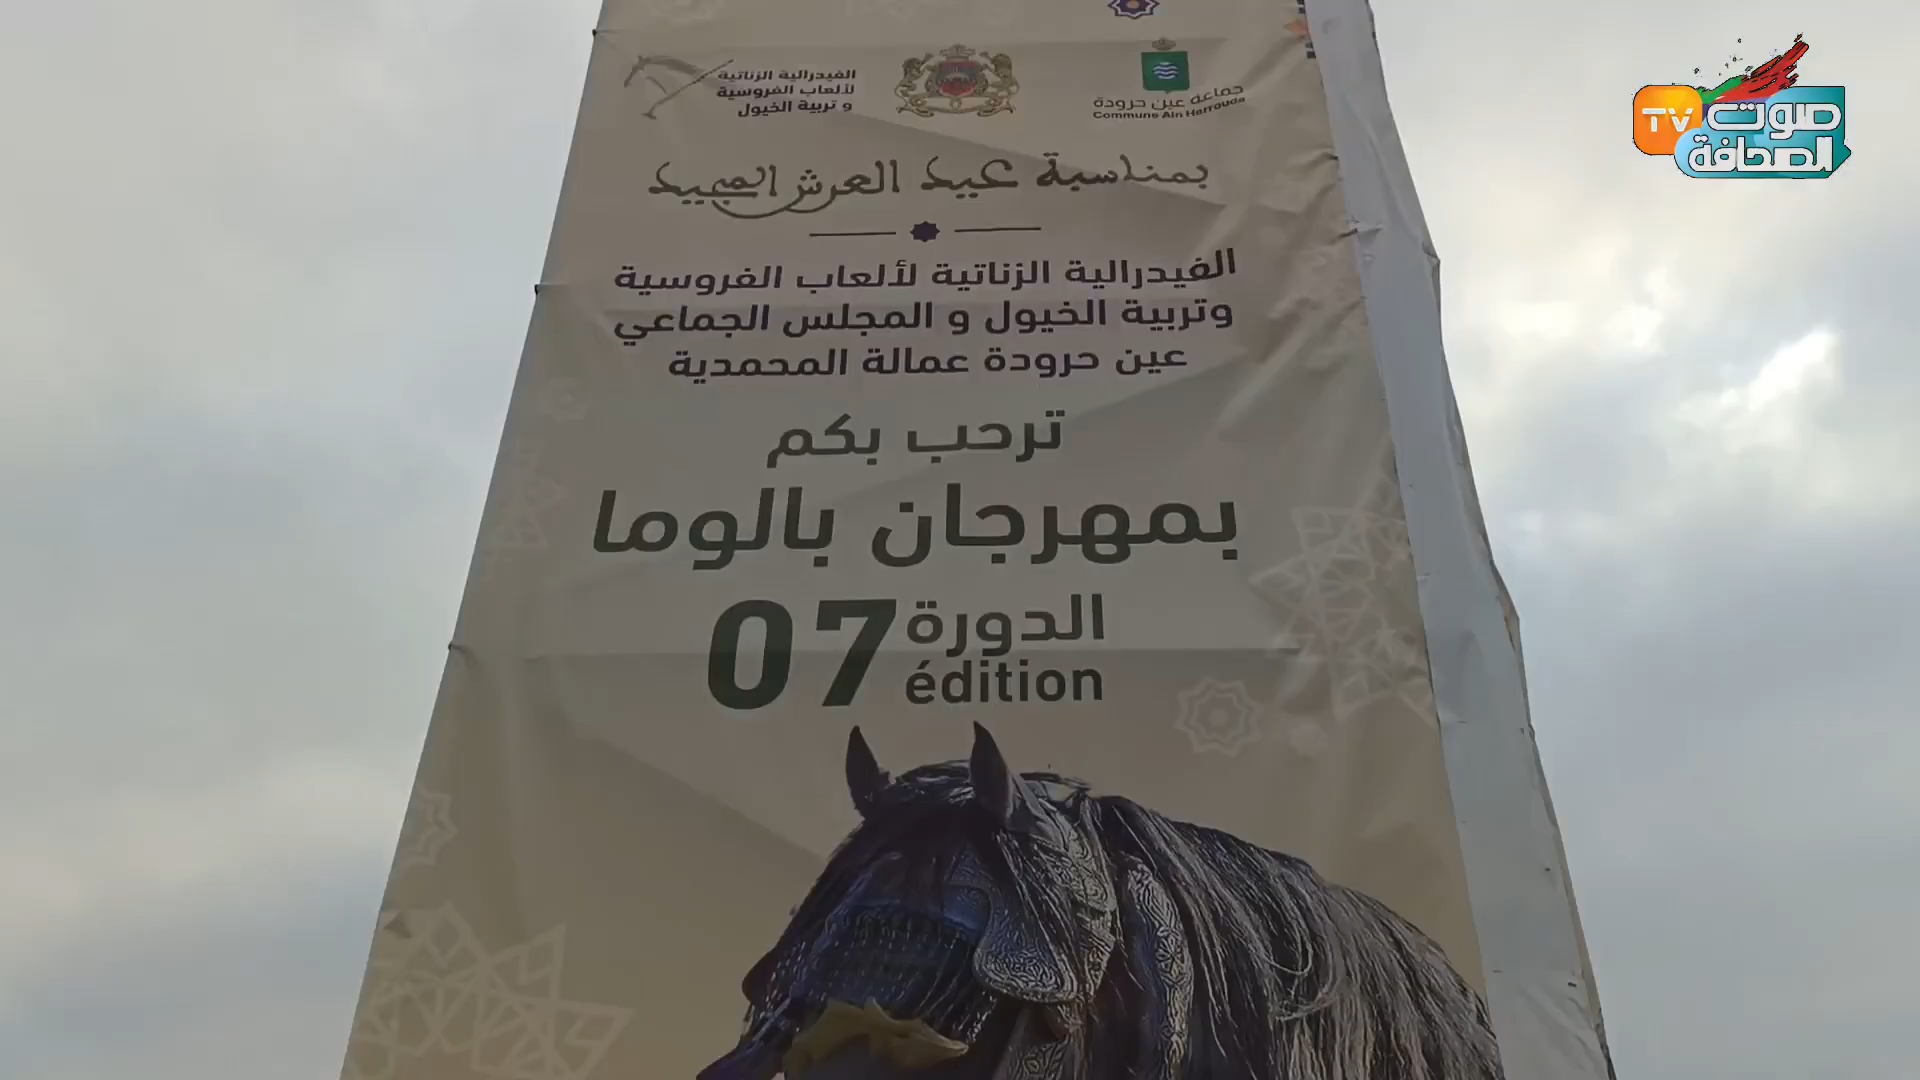 الفيدرالية الزناتية
لألعاب الفروسية
و تربية الخيول
جماعة عين حرودة
Commune Ain Harrouda
بمناسبة عيد العرش المجيد
الفيدرالية الزناتية لألعاب الفروسية
وتربية الخيول و المجلس الجماعي
عين حرودة عمالة المحمدية
ترحب بكم
بمهرجان بالوما
الدورة 07
édition
TV صوت
الصحافة